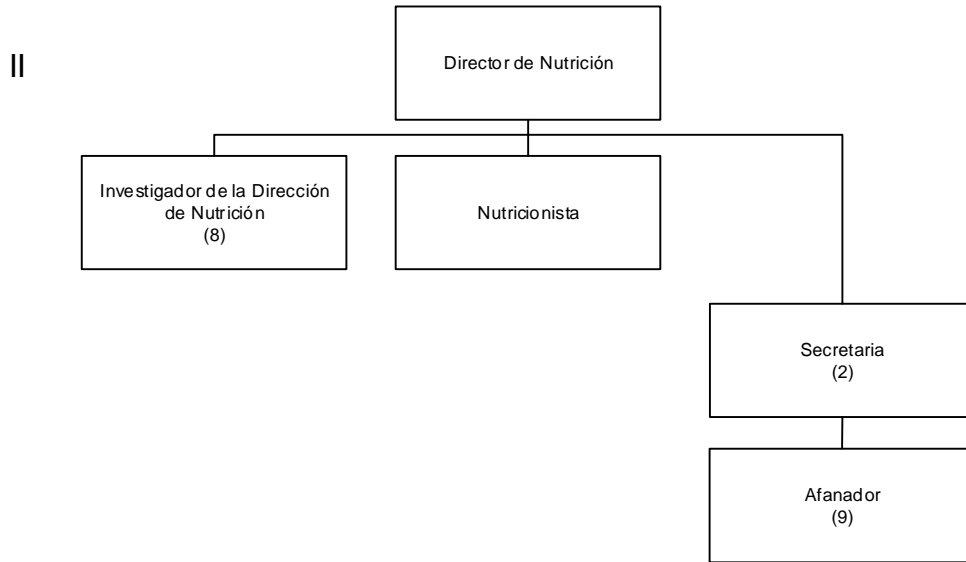 II
Director de Nutrición
Investigador de la Dirección
de Nutrición
(8)
Nutricionista
Secretaria
(2)
Afanador
(9)